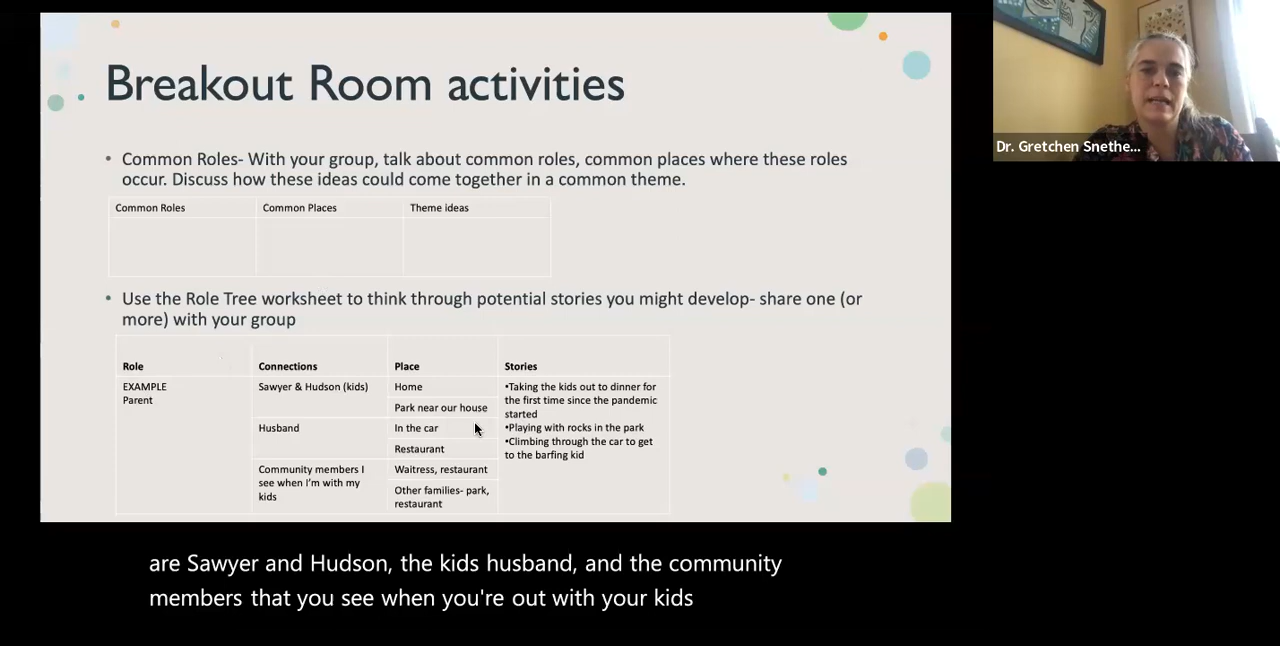 Breakout Room activities
• Common Roles- With your group, talk about common roles, common places where these roles
occur. Discuss how these ideas could come together in a common theme.
Common Roles
Common Places
Theme ideas
• Use the Role Tree worksheet to think through potential stories you might develop- share one (or
more) with your group
Role
Connections
Place
Stories
EXAMPLE
Parent
Sawyer & Hudson (kids)
Home
Park near our house
Husband
In the car
Restaurant
Community members I
see when I'm with my
kids
Waitress, restaurant
Other families- park,
restaurant
•Taking the kids out to dinner for
the first time since the pandemic
started
•Playing with rocks in the park
•Climbing through the car to get
to the barfing kid
Dr. Gretchen Snethe...
are Sawyer and Hudson, the kids husband, and the community
members that you see when you're out with your kids